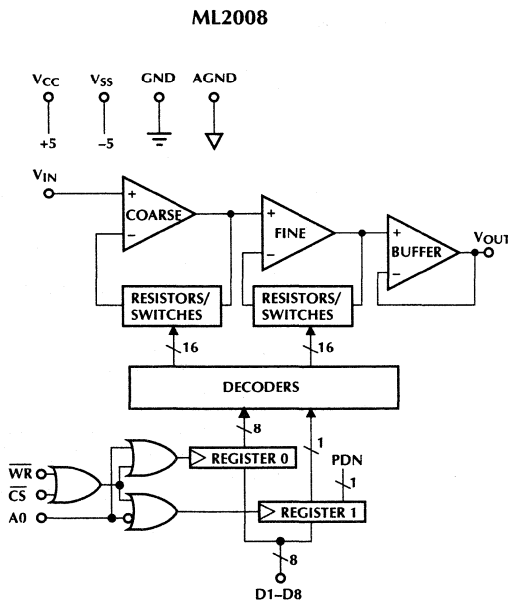 ML2008
VCC VSS GND AGND
+5 −5
VIN
+
COARSE
−
+
FINE
−
+
BUFFER
−
VOUT
RESISTORS/
SWITCHES
RESISTORS/
SWITCHES
16 16
DECODERS
8 1
PDN
1
WR
CS
A0
REGISTER 0
REGISTER 1
8
D1–D8